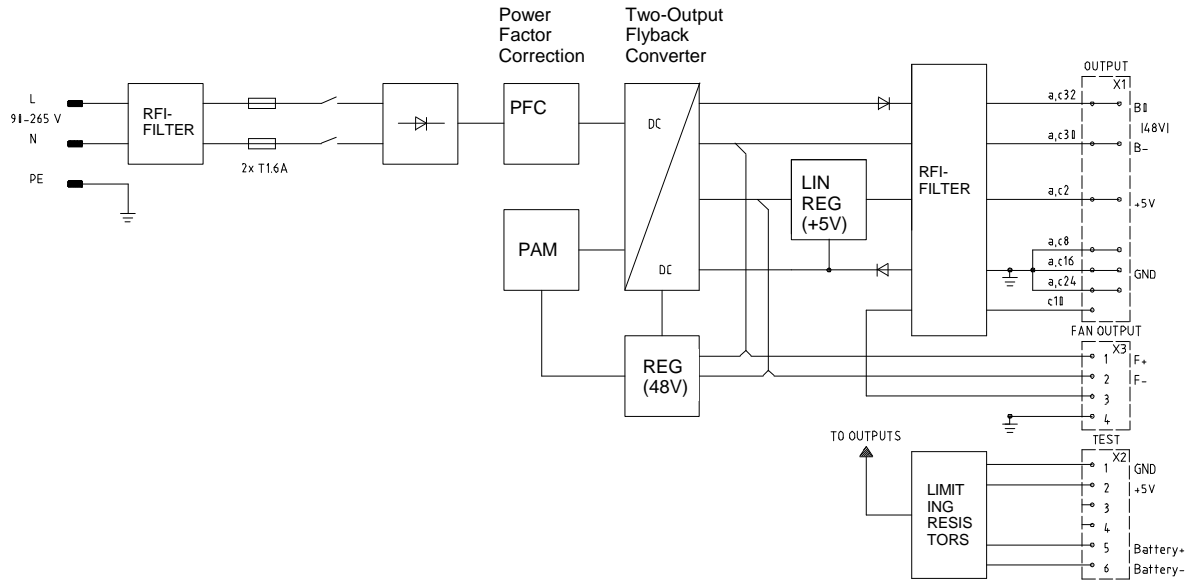 Power
Factor
Correction
Two-Output
Flyback
Converter
OUTPUT
X1
L
90-265 V
N
PE
RFI-
FILTER
2x T1.6A
PFC
PAM
DC
DC
LIN
REG
(+5V)
REG
(48V)
RFI-
FILTER
a,c32
B0
|48V|
a,c30
B-
a,c2
+5V
a,c8
a,c16
GND
a,c24
c10
FAN OUTPUT
X3
1
F+
2
F-
3
4
TEST
X2
TO OUTPUTS
LIMIT
ING
RESIS
TORS
1
GND
2
+5V
3
4
5
Battery+
6
Battery-